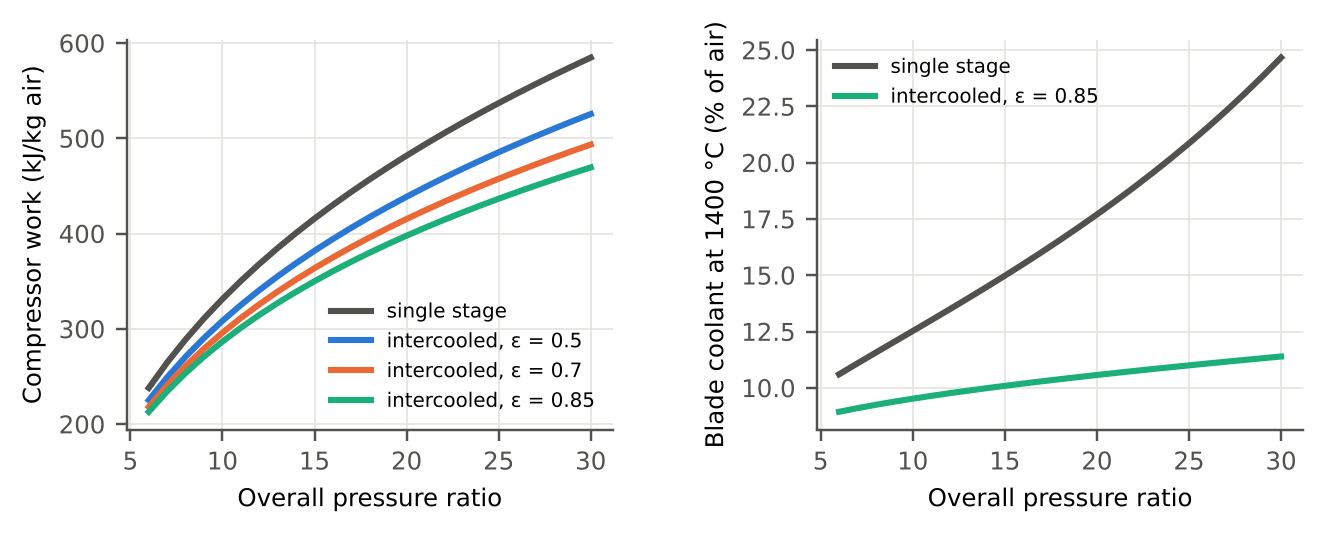 Compressor work (kJ/kg air)
600
500
400
300
200
single stage
intercooled, ε = 0.5
intercooled, ε = 0.7
intercooled, ε = 0.85
5 10 15 20 25 30
Overall pressure ratio
Blade coolant at 1400 °C (% of air)
25.0
22.5
20.0
17.5
15.0
12.5
10.0
single stage
intercooled, ε = 0.85
5 10 15 20 25 30
Overall pressure ratio